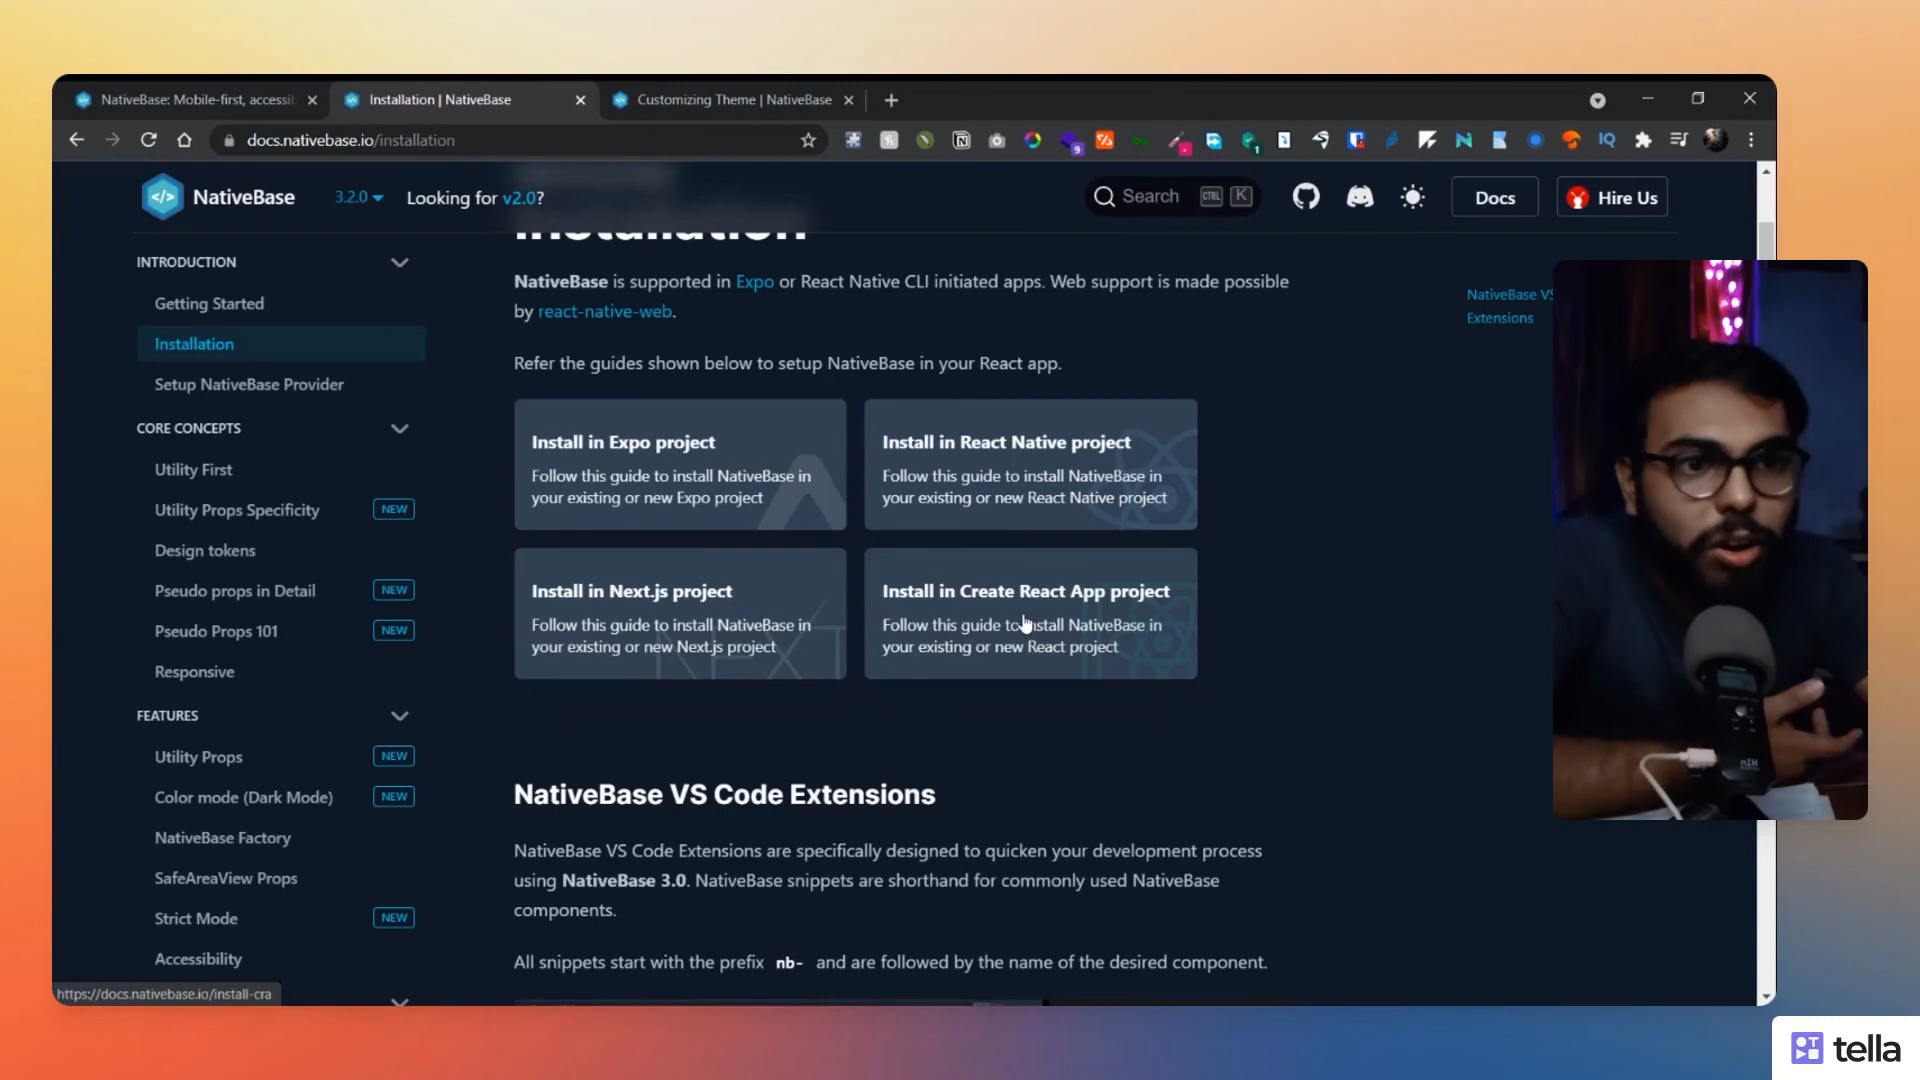 NativeBase: Mobile-first, accessib
Installation | NativeBase
Customizing Theme | NativeBase
docs.nativebase.io/installation
NativeBase
3.2.0
Looking for v2.0?
Search
CTRL
K
Docs
Hire Us
INTRODUCTION
Getting Started
Installation
Setup NativeBase Provider
CORE CONCEPTS
Utility First
Utility Props Specificity
NEW
Design tokens
Pseudo props in Detail
NEW
Pseudo Props 101
NEW
Responsive
FEATURES
Utility Props
NEW
Color mode (Dark Mode)
NEW
NativeBase Factory
SafeAreaView Props
Strict Mode
NEW
Accessibility
https://docs.nativebase.io/install-cra
Installation
NativeBase is supported in Expo or React Native CLI initiated apps. Web support is made possible
by react-native-web.
Refer the guides shown below to setup NativeBase in your React app.
Install in Expo project
Follow this guide to install NativeBase in
your existing or new Expo project
Install in React Native project
Follow this guide to install NativeBase in
your existing or new React Native project
Install in Next.js project
Follow this guide to install NativeBase in
your existing or new Next.js project
NEXT
Install in Create React App project
Follow this guide to install NativeBase in
your existing or new React project
NativeBase VS Code Extensions
NativeBase VS Code Extensions are specifically designed to quicken your development process
using NativeBase 3.0. NativeBase snippets are shorthand for commonly used NativeBase
components.
All snippets start with the prefix nb- and are followed by the name of the desired component.
NativeBase VS
Extensions
tella